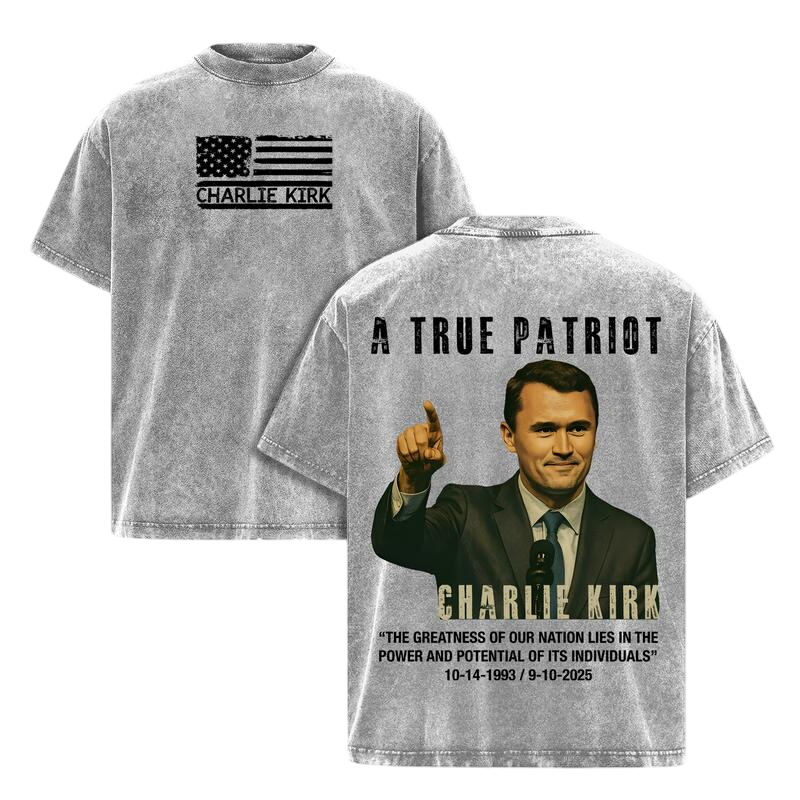 CHARLIE KIRK
A TRUE PATRIOT
CHARLIE KIRK
“THE GREATNESS OF OUR NATION LIES IN THE
POWER AND POTENTIAL OF ITS INDIVIDUALS”
10-14-1993 / 9-10-2025